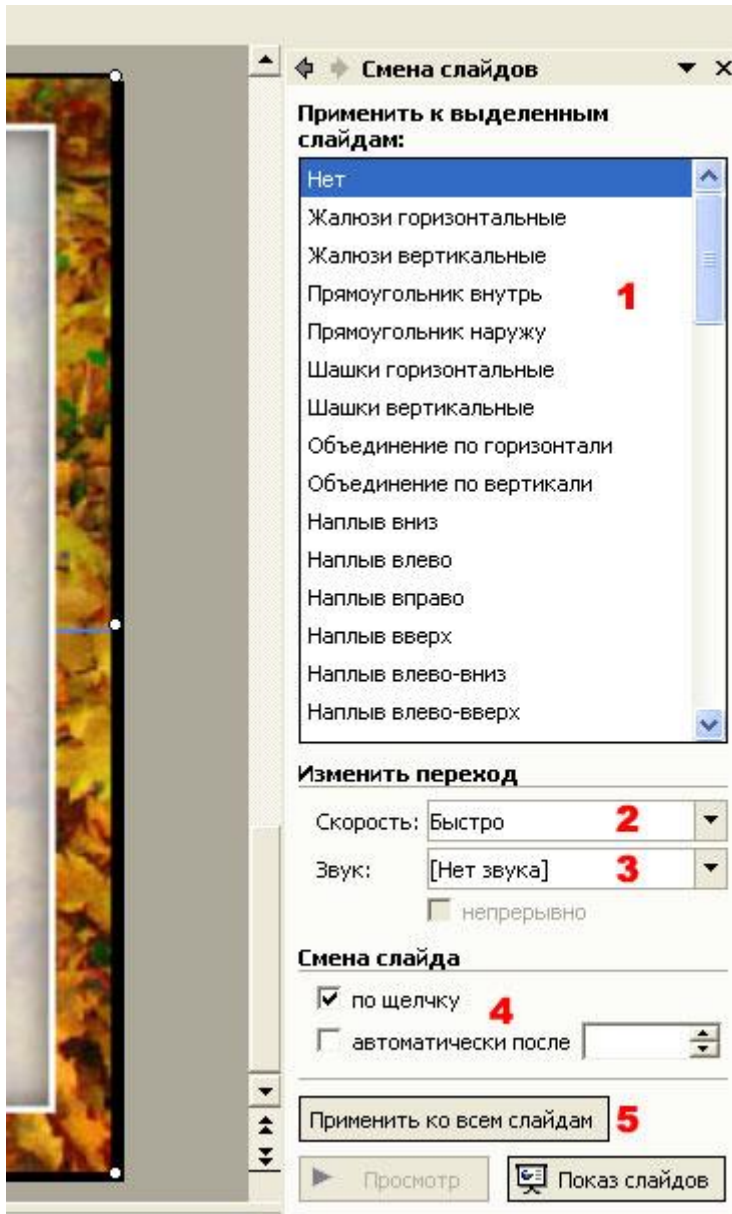 Смена слайдов
Применить к выделенным
слайдам:
Нет
Жалюзи горизонтальные
Жалюзи вертикальные
Прямоугольник внутрь 1
Прямоугольник наружу
Шашки горизонтальные
Шашки вертикальные
Объединение по горизонтали
Объединение по вертикали
Наплыв вниз
Наплыв влево
Наплыв вправо
Наплыв вверх
Наплыв влево-вниз
Наплыв влево-вверх
Изменить переход
Скорость: Быстро 2
Звук: [Нет звука] 3
непрерывно
Смена слайда
по щелчку 4
автоматически после
Применить ко всем слайдам 5
Просмотр Показ слайдов